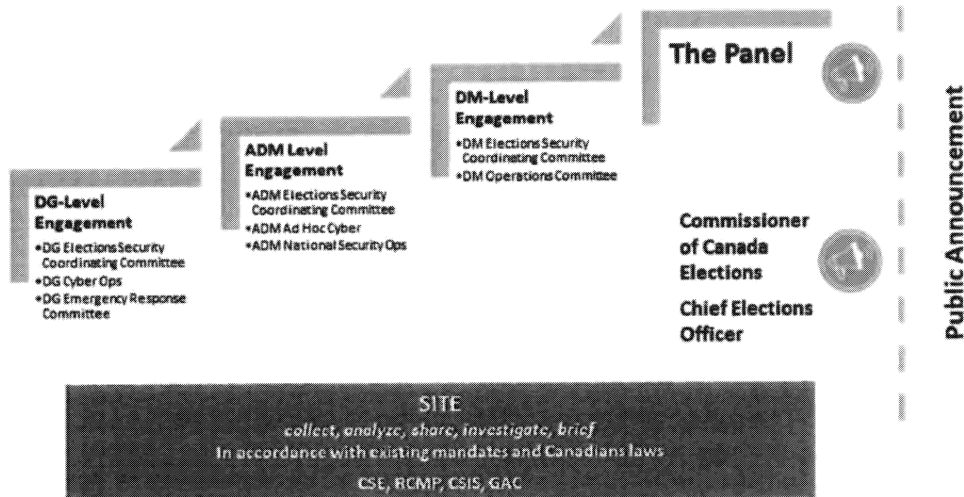 DG-Level
Engagement
•DG Elections Security
Coordinating Committee
•DG Cyber Ops
•DG Emergency Response
Committee
ADM Level
Engagement
•ADM Elections Security
Coordinating Committee
•ADM Ad Hoc Cyber
•ADM National Security Ops
DM-Level
Engagement
•DM Elections Security
Coordinating Committee
•DM Operations Committee
The Panel
Commissioner
of Canada
Elections
Chief Elections
Officer
Public Announcement
SITE
collect, analyze, share, investigate, brief
In accordance with existing mandates and Canadians laws
CSE, RCMP, CSIS, GAC